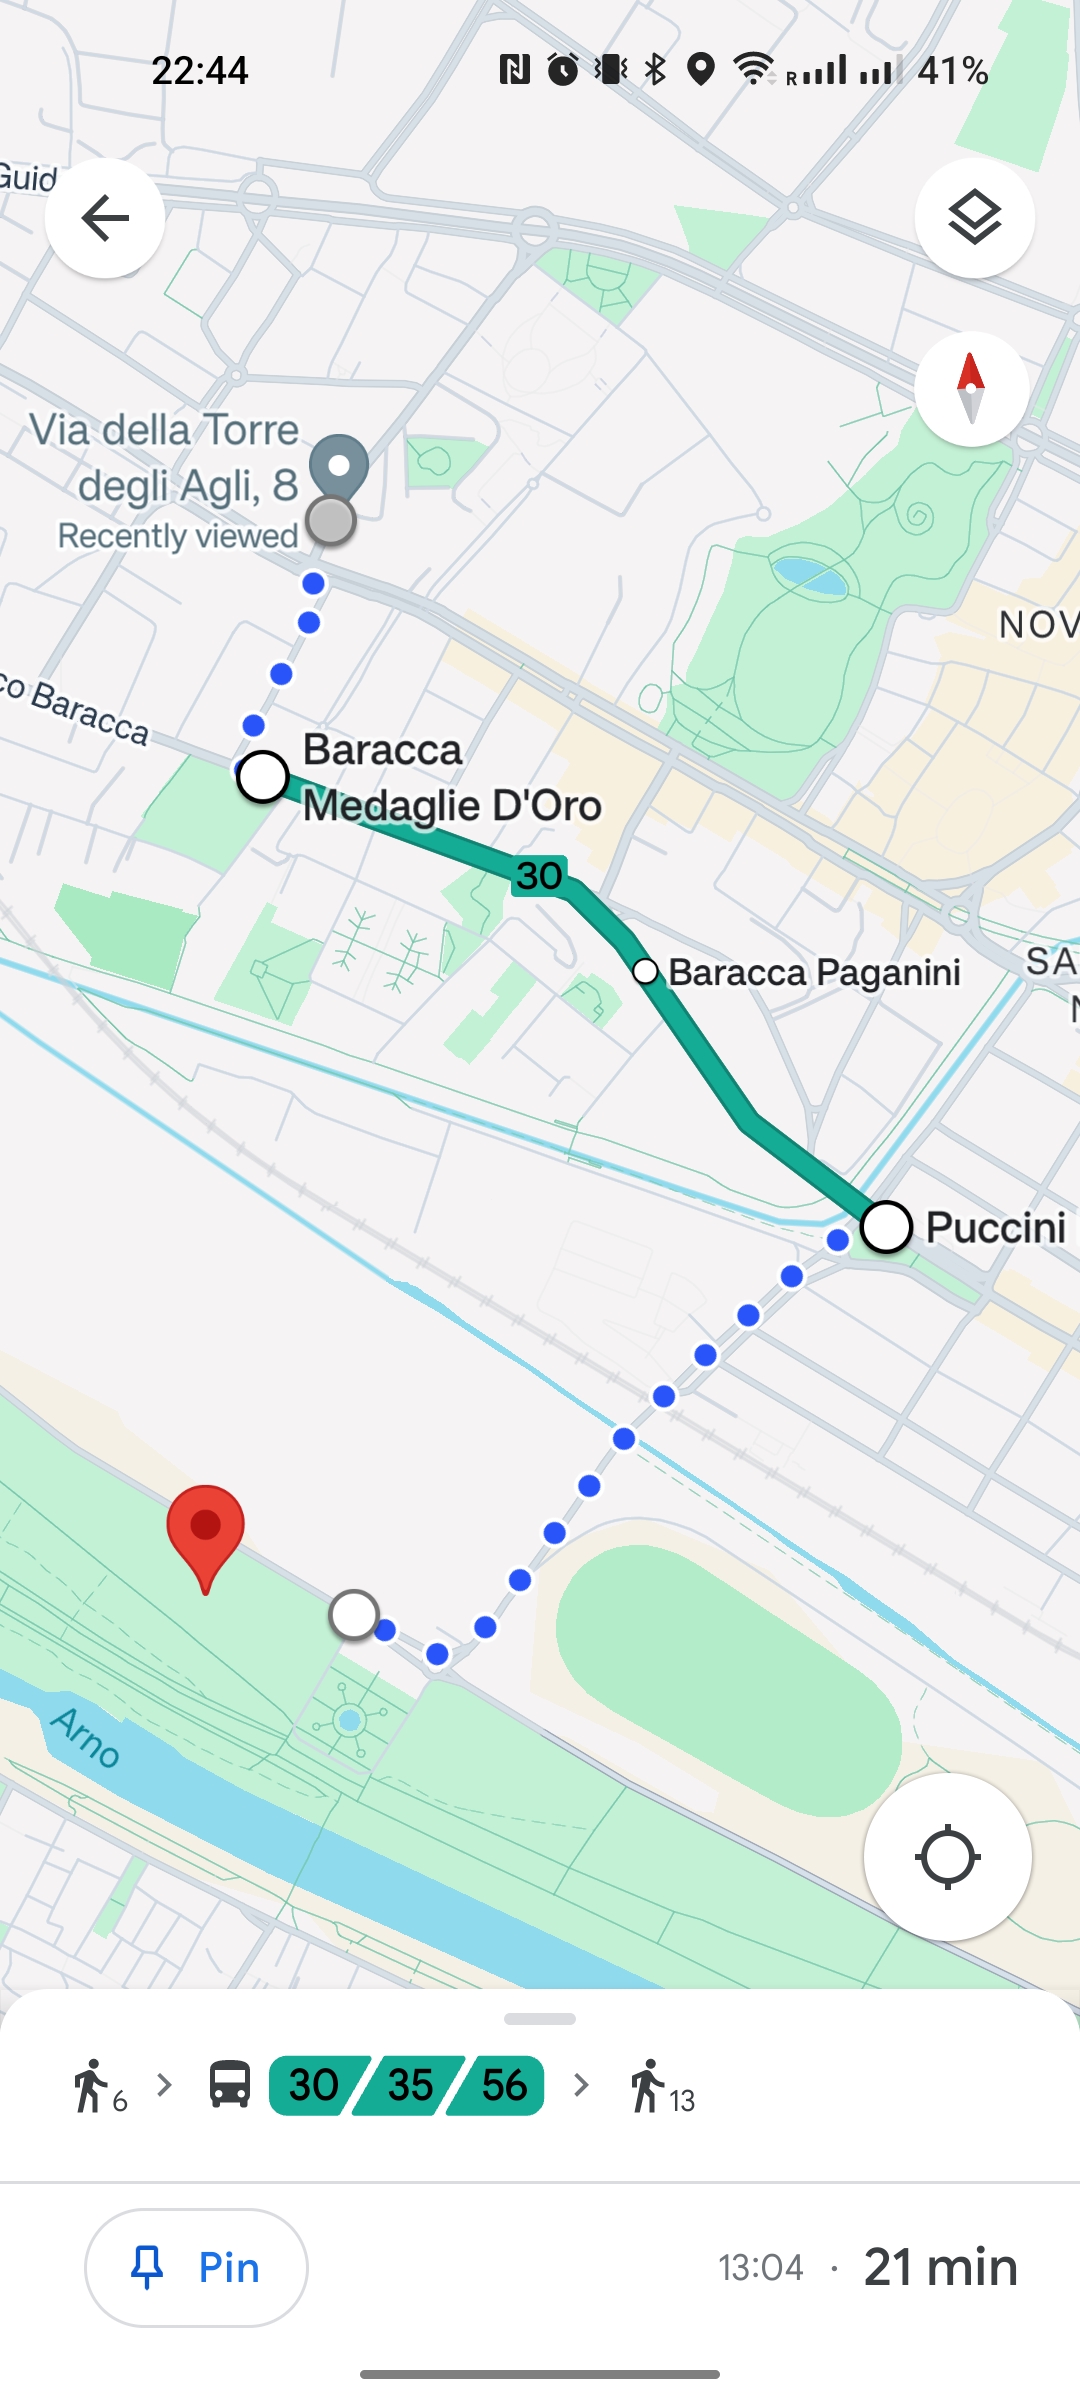 22:44
R
41%
Guid
Via della Torre
degli Agli, 8
Recently viewed
NOV
co Baracca
Baracca
Medaglie D'Oro
30
Baracca Paganini
SA
N
Puccini
Arno
6
30 35 56
13
Pin
13:04 · 21 min